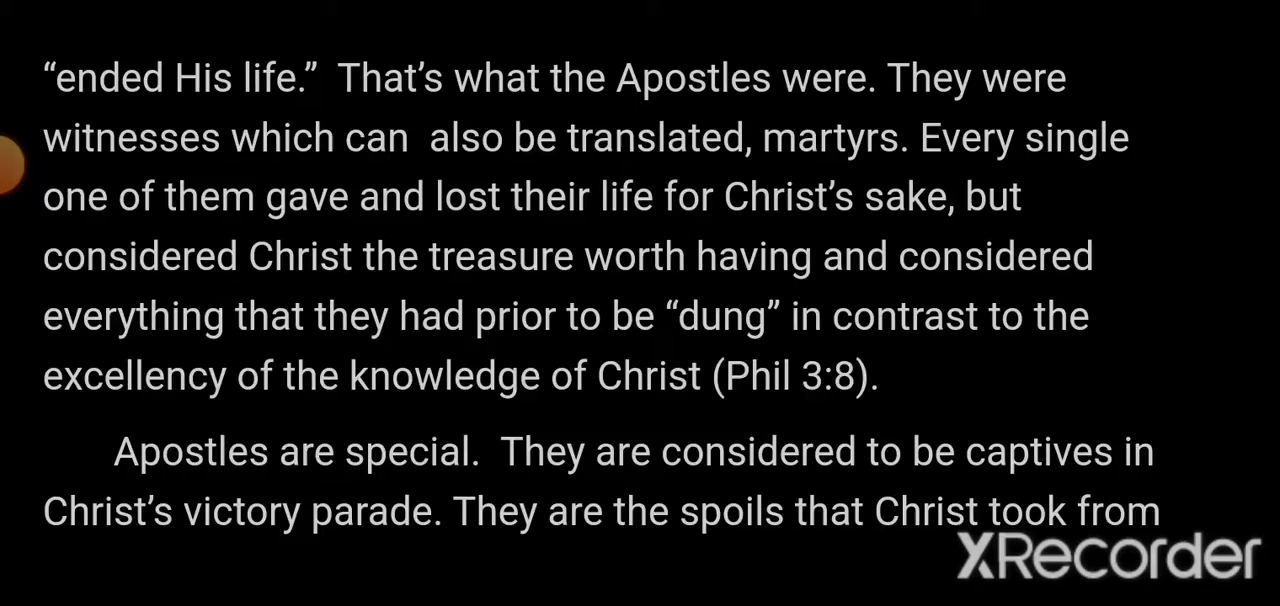 “ended His life.”  That’s what the Apostles were. They were
witnesses which can  also be translated, martyrs. Every single
one of them gave and lost their life for Christ’s sake, but
considered Christ the treasure worth having and considered
everything that they had prior to be “dung” in contrast to the
excellency of the knowledge of Christ (Phil 3:8).
Apostles are special.  They are considered to be captives in
Christ’s victory parade. They are the spoils that Christ took from
XRecorder